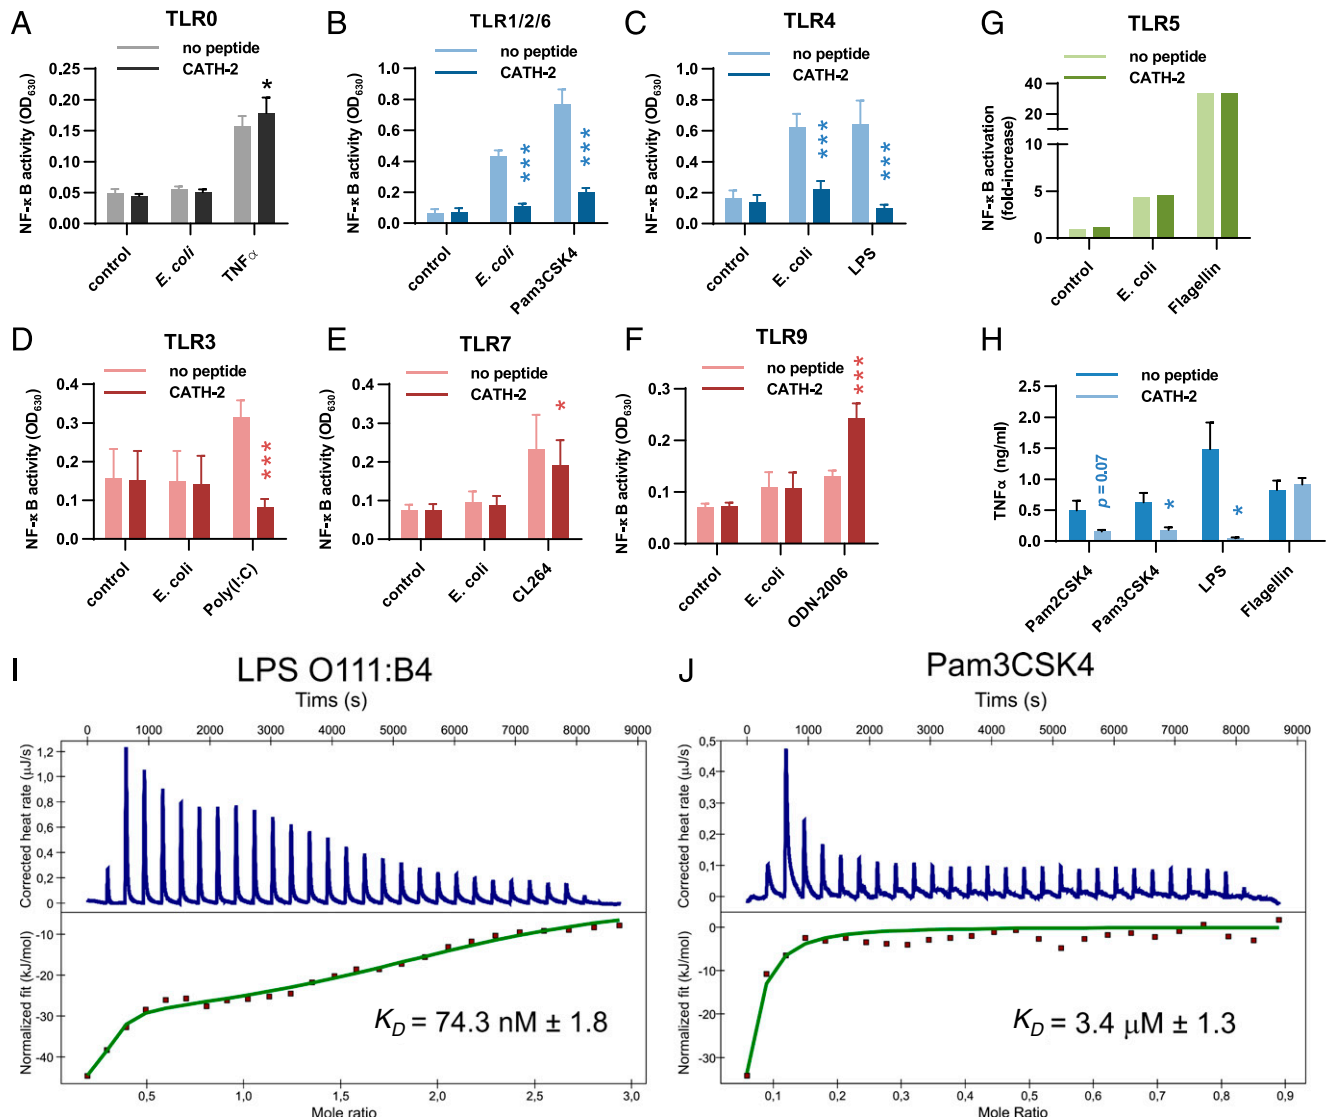 A
TLR0
no peptide
CATH-2
NF-κ B activity (OD630)
0.25
0.20
0.15
0.10
0.05
0.00
*
control
E. coli
TNFα
B
TLR1/2/6
no peptide
CATH-2
NF-κ B activity (OD630)
1.0
0.8
0.6
0.4
0.2
0.0
***
***
control
E. coli
Pam3CSK4
C
TLR4
no peptide
CATH-2
NF-κ B activity (OD630)
1.0
0.8
0.6
0.4
0.2
0.0
***
***
control
E. coli
LPS
G
TLR5
no peptide
CATH-2
NF-κ B activation
(fold-increase)
40
20
10
5
0
control
E. coli
Flagellin
D
TLR3
no peptide
CATH-2
NF-κ B activity (OD630)
0.4
0.3
0.2
0.1
0.0
***
control
E. coli
Poly(I:C)
E
TLR7
no peptide
CATH-2
NF-κ B activity (OD630)
0.4
0.3
0.2
0.1
0.0
*
control
E. coli
CL264
F
TLR9
no peptide
CATH-2
NF-κ B activity (OD630)
0.3
0.2
0.1
0.0
***
control
E. coli
ODN-2006
H
no peptide
CATH-2
TNFα (ng/ml)
2.5
2.0
1.5
1.0
0.5
0.0
p = 0.07
*
*
Pam2CSK4
Pam3CSK4
LPS
Flagellin
I
LPS O111:B4
Tims (s)
0 1000 2000 3000 4000 5000 6000 7000 8000 9000
Corrected heat rate (µJ/s)
1,2
1,0
0,8
0,6
0,4
0,2
0
Normalized fit (kJ/mol)
-10
-20
-30
-40
KD = 74.3 nM ± 1.8
0,5 1,0 1,5 2,0 2,5 3,0
Mole ratio
J
Pam3CSK4
Tims (s)
0 1000 2000 3000 4000 5000 6000 7000 8000 9000
Corrected heat rate (µJ/s)
0,5
0,4
0,3
0,2
0,1
0
Normalized fit (kJ/mol)
0
-10
-20
-30
KD = 3.4 µM ± 1.3
0,1 0,2 0,3 0,4 0,5 0,6 0,7 0,8 0,9
Mole Ratio